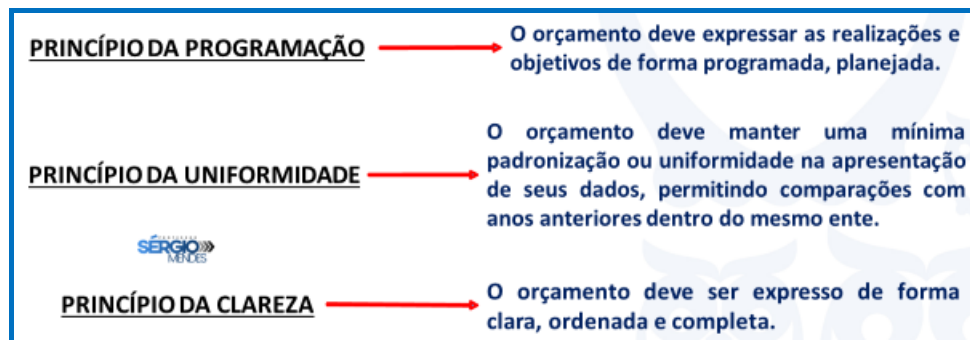 PRINCÍPIO DA PROGRAMAÇÃO
O orçamento deve expressar as realizações e
objetivos de forma programada, planejada.
PRINCÍPIO DA UNIFORMIDADE
O orçamento deve manter uma mínima
padronização ou uniformidade na apresentação
de seus dados, permitindo comparações com
anos anteriores dentro do mesmo ente.
SÉRGIO
MENDES
PRINCÍPIO DA CLAREZA
O orçamento deve ser expresso de forma
clara, ordenada e completa.